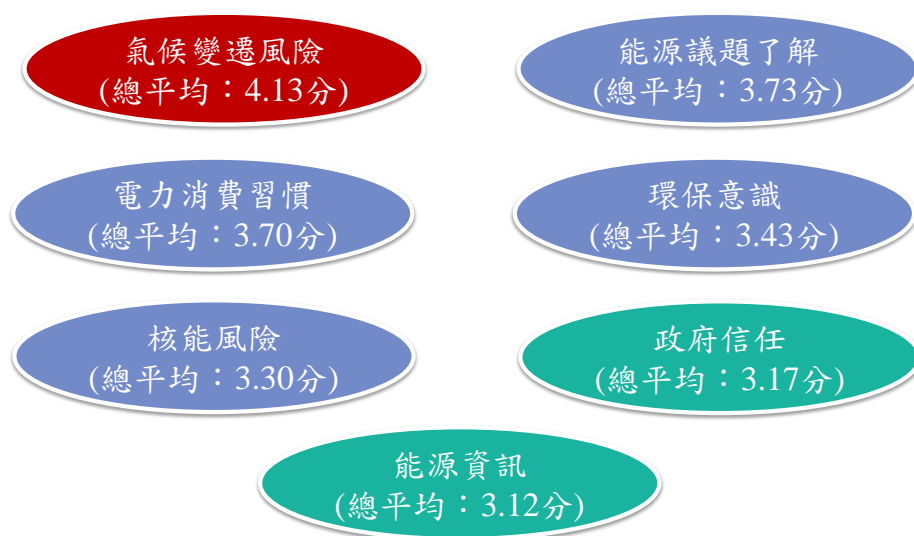 氣候變遷風險
(總平均：4.13分)
能源議題了解
(總平均：3.73分)
電力消費習慣
(總平均：3.70分)
環保意識
(總平均：3.43分)
核能風險
(總平均：3.30分)
政府信任
(總平均：3.17分)
能源資訊
(總平均：3.12分)